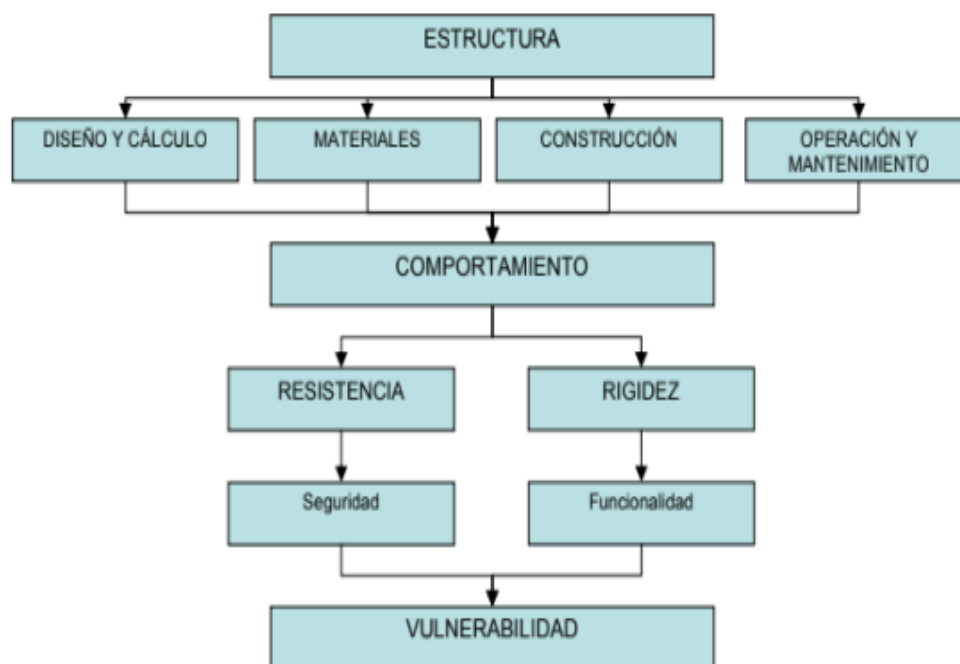 ESTRUCTURA
DISEÑO Y CÁLCULO
MATERIALES
CONSTRUCCIÓN
OPERACIÓN Y
MANTENIMIENTO
COMPORTAMIENTO
RESISTENCIA
RIGIDEZ
Seguridad
Funcionalidad
VULNERABILIDAD